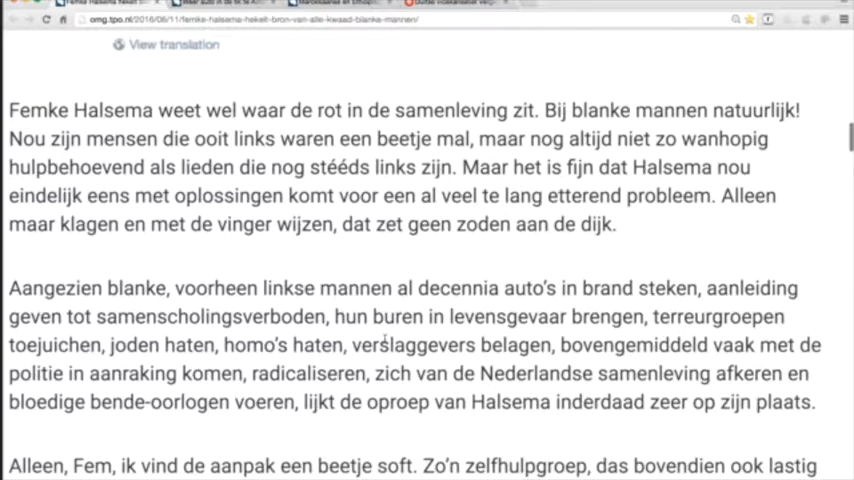 Femke Halsema hekelt
omg.tpo.nl/2016/06/11/femke-halsema-hekelt-bron-van-alle-kwaad-blanke-mannen/
View translation
Femke Halsema weet wel waar de rot in de samenleving zit. Bij blanke mannen natuurlijk!
Nou zijn mensen die ooit links waren een beetje mal, maar nog altijd niet zo wanhopig
hulpbehoevend als lieden die nog stééds links zijn. Maar het is fijn dat Halsema nou
eindelijk eens met oplossingen komt voor een al veel te lang etterend probleem. Alleen
maar klagen en met de vinger wijzen, dat zet geen zoden aan de dijk.
Aangezien blanke, voorheen linkse mannen al decennia auto's in brand steken, aanleiding
geven tot samenscholingsverboden, hun buren in levensgevaar brengen, terreurgroepen
toejuichen, joden haten, homo's haten, verslaggevers belagen, bovengemiddeld vaak met de
politie in aanraking komen, radicaliseren, zich van de Nederlandse samenleving afkeren en
bloedige bende-oorlogen voeren, lijkt de oproep van Halsema inderdaad zeer op zijn plaats.
Alleen, Fem, ik vind de aanpak een beetje soft. Zo'n zelfhulpgroep, das bovendien ook lastig